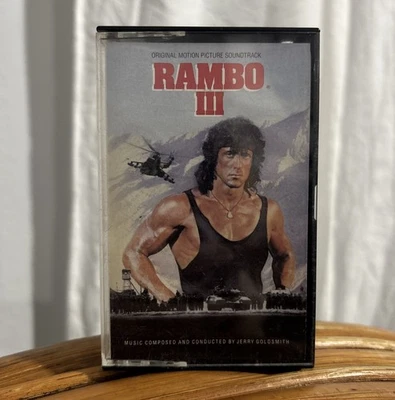 ORIGINAL MOTION PICTURE SOUNDTRACK
RAMBO
III
MUSIC COMPOSED AND CONDUCTED BY JERRY GOLDSMITH